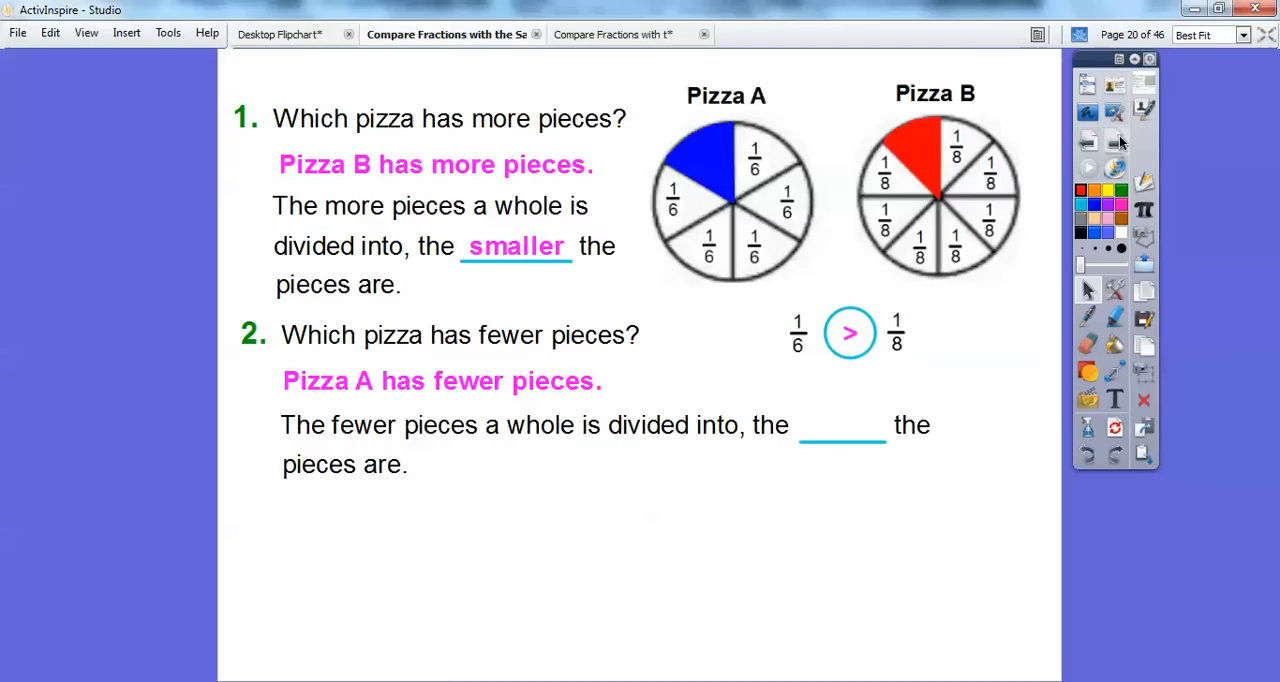 ActivInspire - Studio
File Edit View Insert Tools Help
Desktop Flipchart* Compare Fractions with the Sa Compare Fractions with t*
Page 20 of 46 Best Fit
1. Which pizza has more pieces?
Pizza B has more pieces.
The more pieces a whole is
divided into, the smaller the
pieces are.
Pizza A
1/6
1/6
1/6
1/6
1/6
Pizza B
1/8
1/8
1/8
1/8
1/8
1/8
1/8
2. Which pizza has fewer pieces?
1/6 > 1/8
Pizza A has fewer pieces.
The fewer pieces a whole is divided into, the ______ the
pieces are.